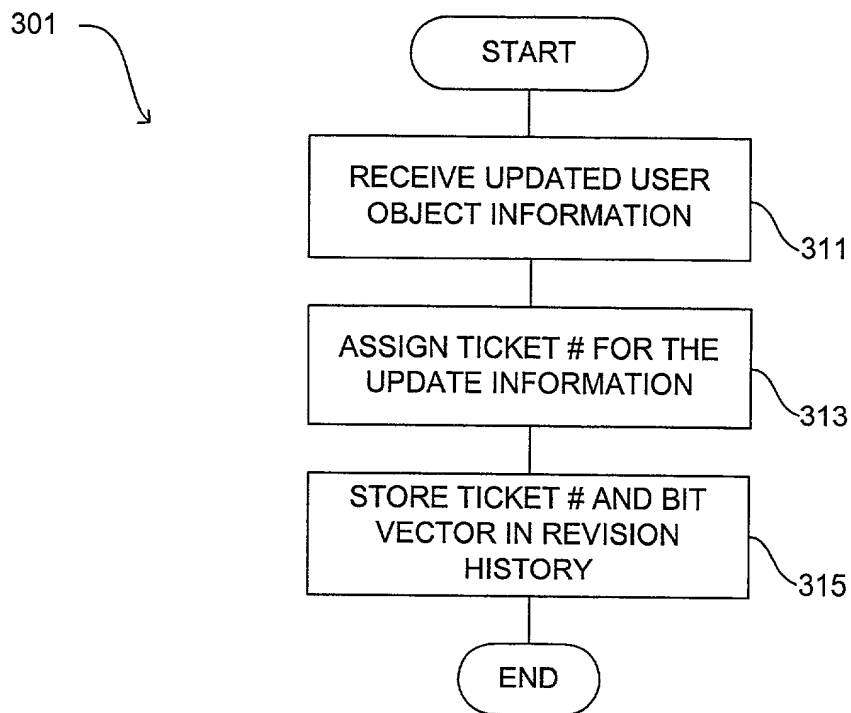 301
START
RECEIVE UPDATED USER
OBJECT INFORMATION
311
ASSIGN TICKET # FOR THE
UPDATE INFORMATION
313
STORE TICKET # AND BIT
VECTOR IN REVISION
HISTORY
315
END